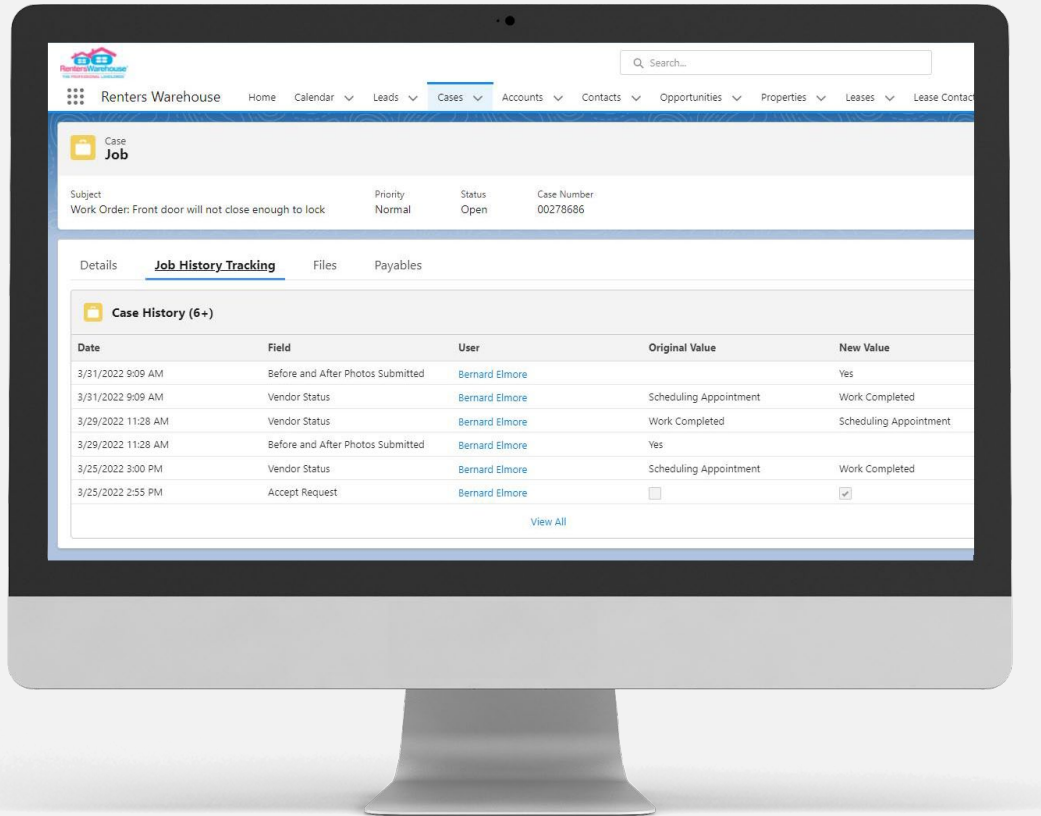 RentersWarehouse
Search...
Renters Warehouse Home Calendar Leads Cases Accounts Contacts Opportunities Properties Leases Lease Contact
Case
Job
Subject Priority Status Case Number
Work Order: Front door will not close enough to lock Normal Open 00278686
Details Job History Tracking Files Payables
Case History (6+)
Date Field User Original Value New Value
3/31/2022 9:09 AM Before and After Photos Submitted Bernard Elmore Yes
3/31/2022 9:09 AM Vendor Status Bernard Elmore Scheduling Appointment Work Completed
3/29/2022 11:28 AM Vendor Status Bernard Elmore Work Completed Scheduling Appointment
3/29/2022 11:28 AM Before and After Photos Submitted Bernard Elmore Yes
3/25/2022 3:00 PM Vendor Status Bernard Elmore Scheduling Appointment Work Completed
3/25/2022 2:55 PM Accept Request Bernard Elmore
View All